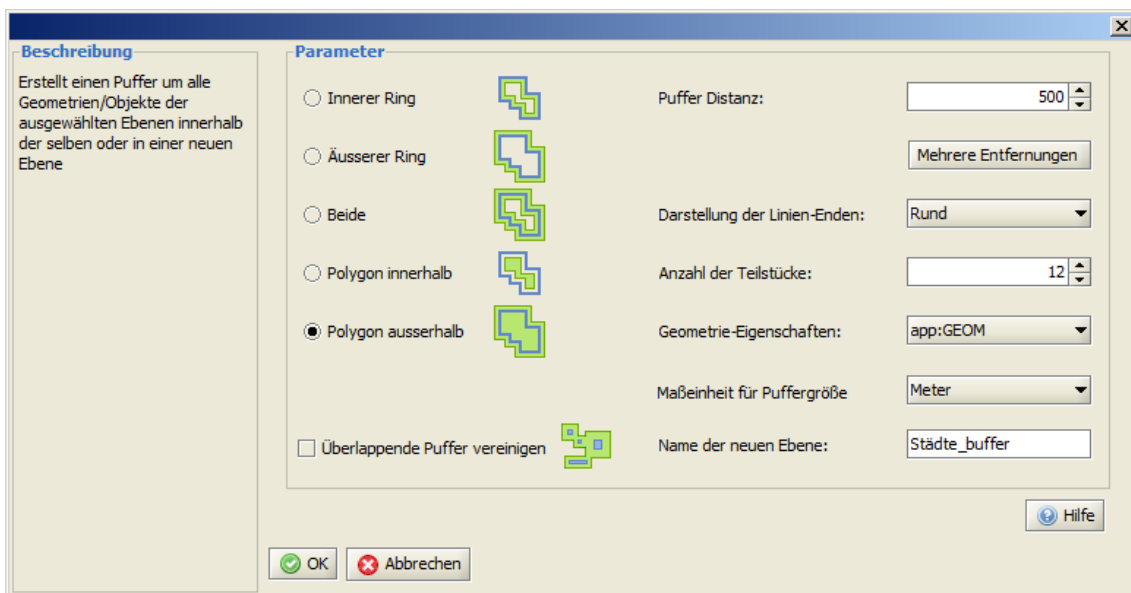 Beschreibung
Erstellt einen Puffer um alle
Geometrien/Objekte der
ausgewählten Ebenen innerhalb
der selben oder in einer neuen
Ebene
Parameter
Innerer Ring
Puffer Distanz:
500
Äusserer Ring
Mehrere Entfernungen
Beide
Darstellung der Linien-Enden:
Rund
Polygon innerhalb
Anzahl der Teilstücke:
12
Polygon ausserhalb
Geometrie-Eigenschaften:
app:GEOM
Maßeinheit für Puffergröße
Meter
Überlappende Puffer vereinigen
Name der neuen Ebene:
Städte_buffer
Hilfe
OK
Abbrechen